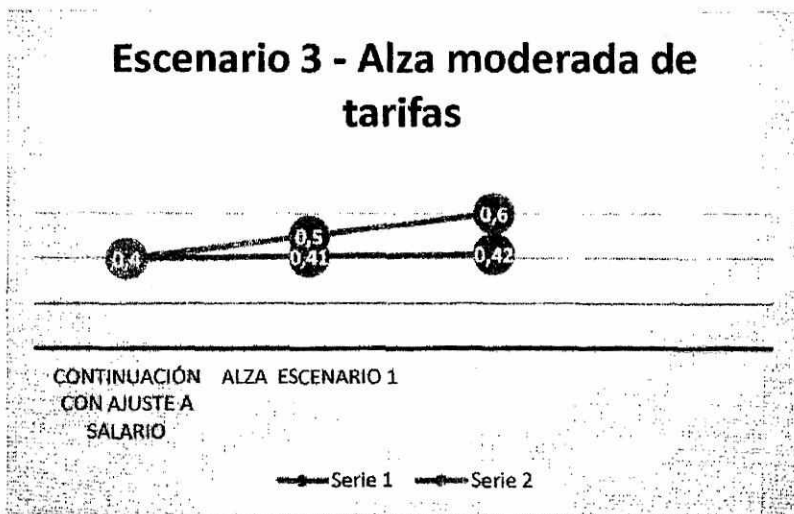 Escenario 3 - Alza moderada de
tarifas
0,6
0,5
0,4
0,41
0,42
CONTINUACIÓN
CON AJUSTE A
SALARIO
ALZA ESCENARIO 1
Serie 1
Serie 2